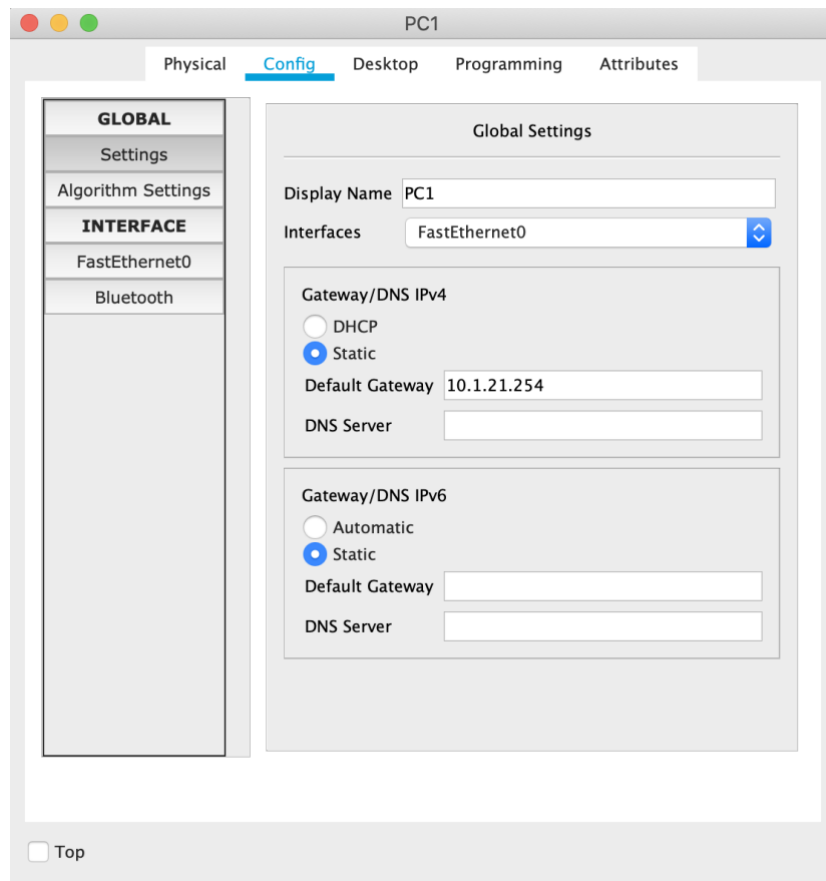 PC1
Physical Config Desktop Programming Attributes
GLOBAL
Settings
Algorithm Settings
INTERFACE
FastEthernet0
Bluetooth
Global Settings
Display Name PC1
Interfaces FastEthernet0
Gateway/DNS IPv4
DHCP
Static
Default Gateway 10.1.21.254
DNS Server
Gateway/DNS IPv6
Automatic
Static
Default Gateway
DNS Server
Top